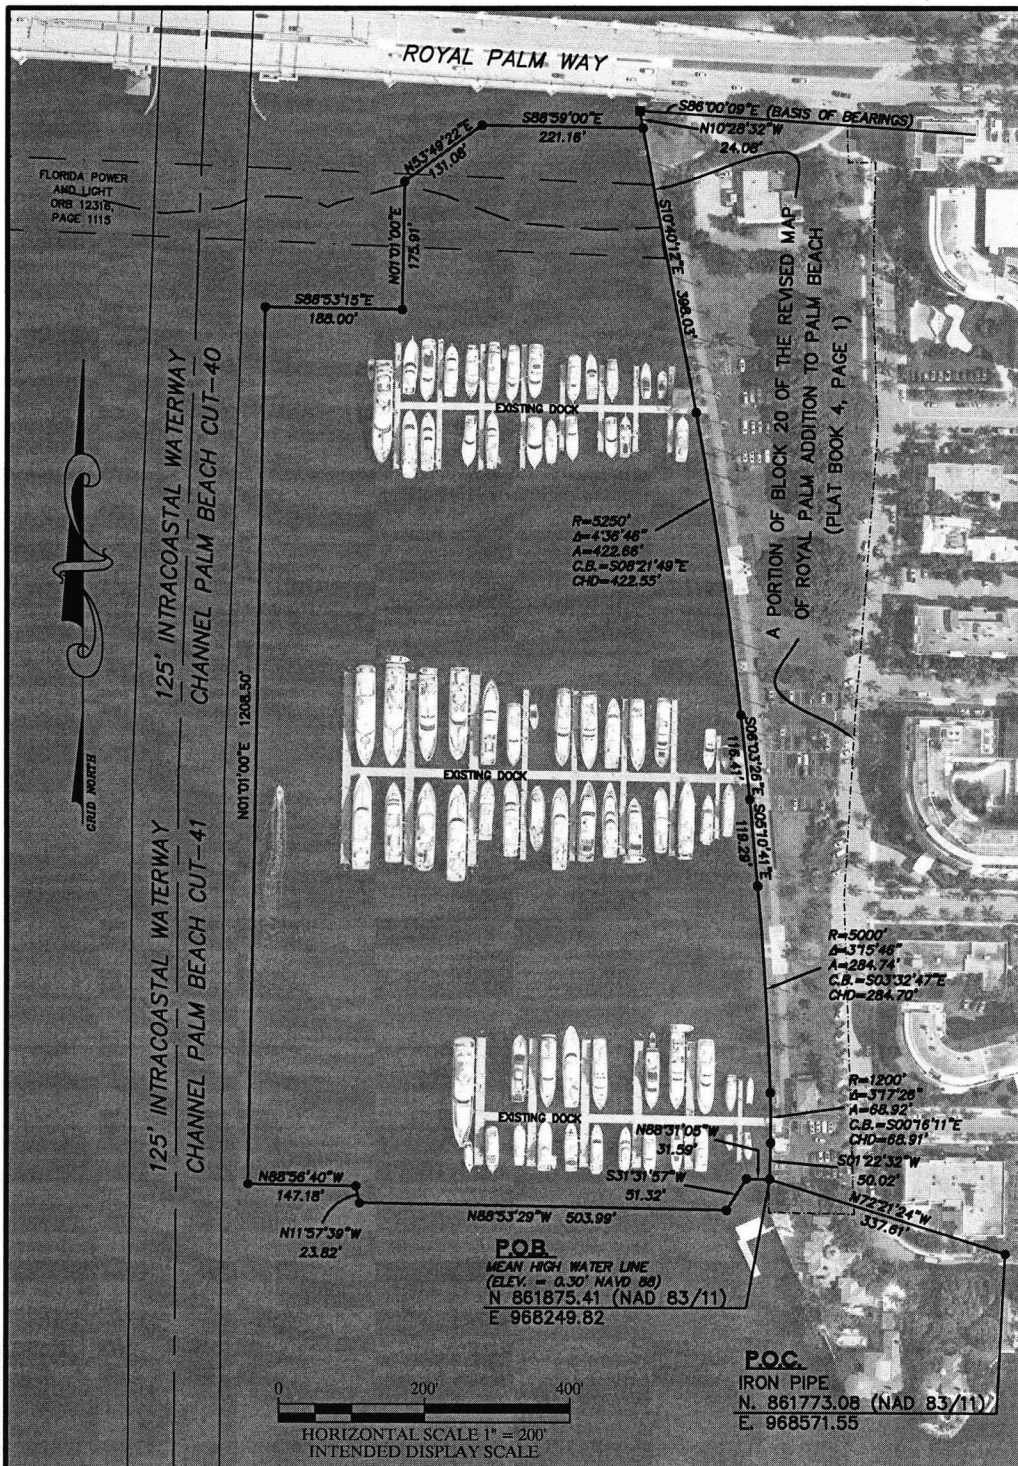 ROYAL PALM WAY
S86°00'09"E (BASIS OF BEARINGS)
N10°28'32"W
24.08'
S88°59'00"E
221.16'
N53°49'22"E
131.08'
FLORIDA POWER
AND LIGHT
ORB 12316,
PAGE 1115
N01°01'00"E
175.91'
S10°40'12"E 398.03'
S88°53'15"E
188.00'
A PORTION OF BLOCK 20 OF THE REVISED MAP
OF ROYAL PALM ADDITION TO PALM BEACH
(PLAT BOOK 4, PAGE 1)
EXISTING DOCK
125' INTRACOASTAL WATERWAY
CHANNEL PALM BEACH CUT-40
R=5250'
Δ=4°36'46"
A=422.66'
C.B.=S08°21'49"E
CHD=422.55'
GRID NORTH
N01°01'00"E 1208.50'
S06°03'26"E
116.41'
EXISTING DOCK
S05°10'41"E
119.29'
125' INTRACOASTAL WATERWAY
CHANNEL PALM BEACH CUT-41
R=5000'
Δ=3°15'46"
A=284.74'
C.B.=S03°32'47"E
CHD=284.70'
R=1200'
Δ=3°17'26"
A=68.92'
C.B.=S00°16'11"E
CHD=68.91'
EXISTING DOCK
N88°31'05"W
31.59'
S01°22'32"W
50.02'
S31°31'57"W
51.32'
N88°56'40"W
147.18'
N72°21'24"W
337.61'
N11°57'39"W
23.82'
N88°53'29"W 503.99'
P.O.B.
MEAN HIGH WATER LINE
(ELEV. = 0.30' NAVD 88)
N 861875.41 (NAD 83/11)
E 968249.82
P.O.C.
IRON PIPE
N. 861773.08 (NAD 83/11)
E. 968571.55
0 200' 400'
HORIZONTAL SCALE 1" = 200'
INTENDED DISPLAY SCALE